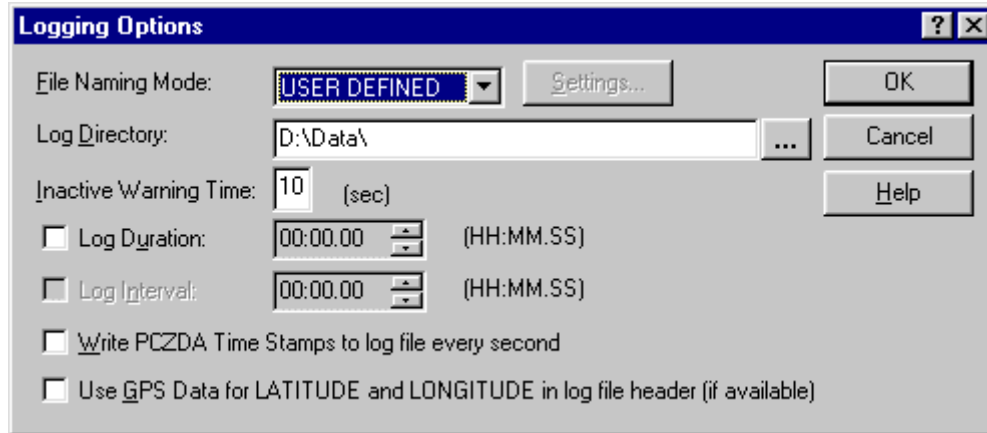 Logging Options
File Naming Mode: USER DEFINED Settings... OK
Log Directory: D:\Data\ ... Cancel
Inactive Warning Time: 10 (sec) Help
Log Duration: 00:00.00 (HH:MM.SS)
Log Interval: 00:00.00 (HH:MM.SS)
Write PCZDA Time Stamps to log file every second
Use GPS Data for LATITUDE and LONGITUDE in log file header (if available)